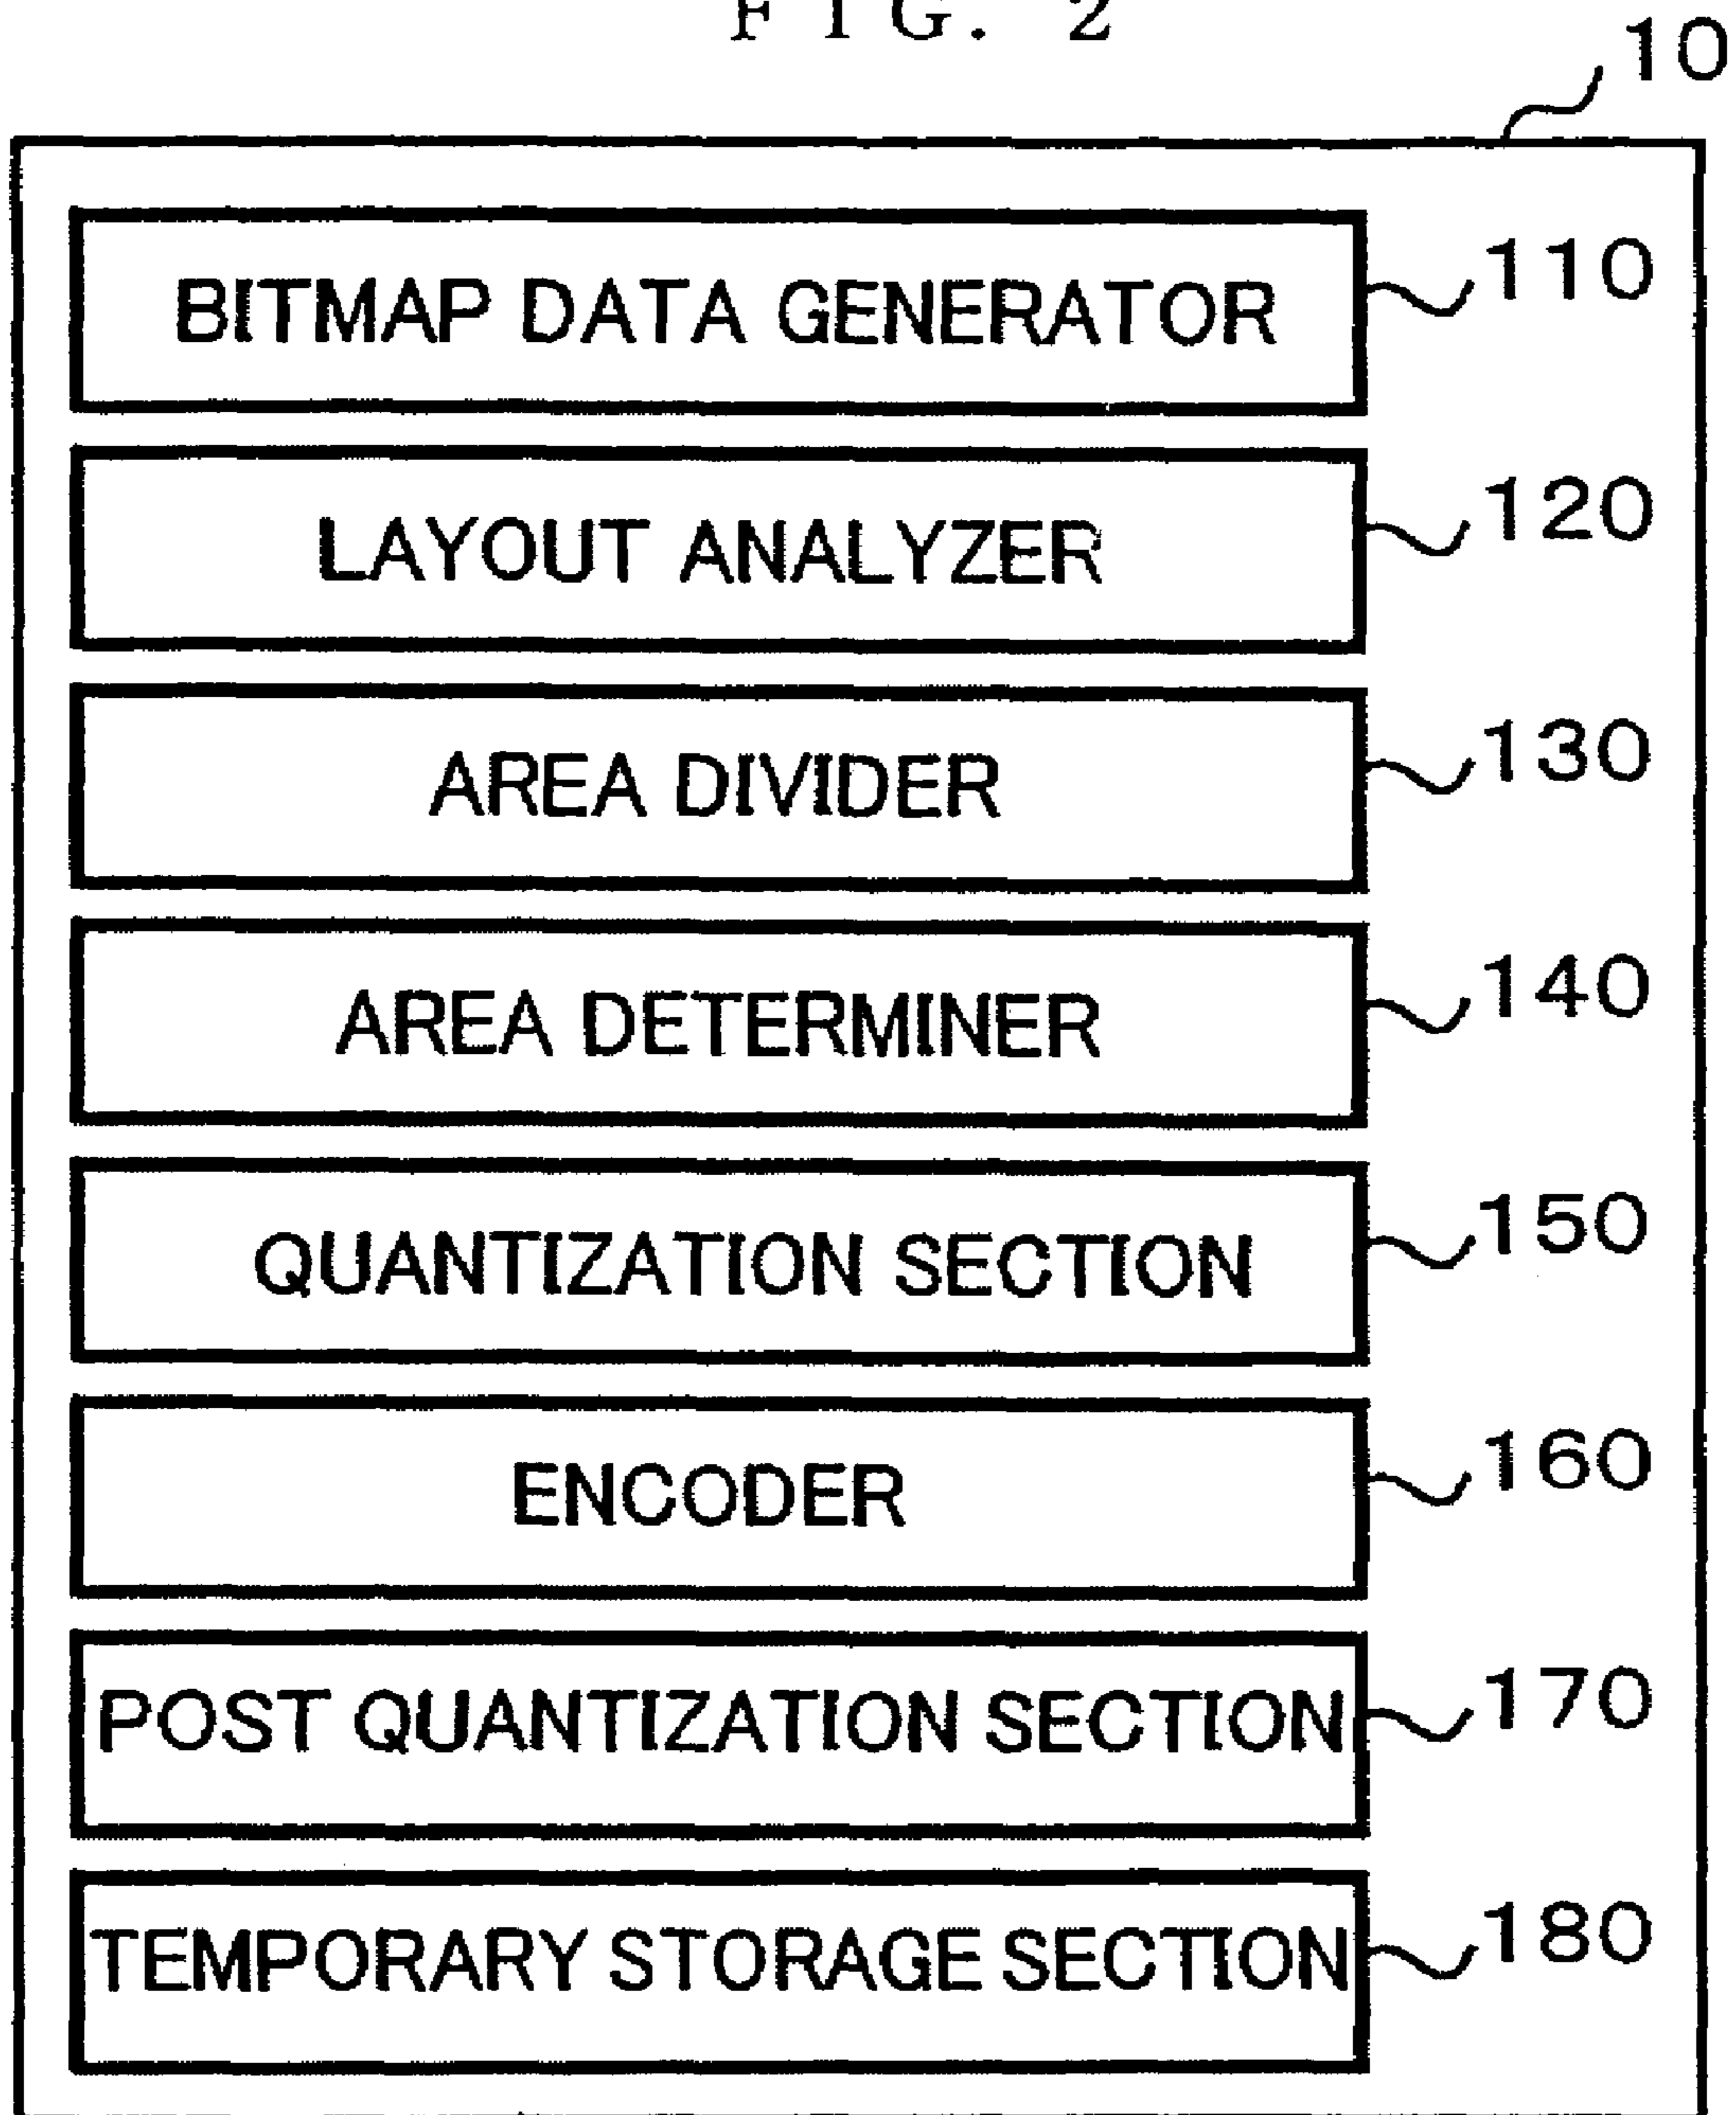 FIG. 2
10
BITMAP DATA GENERATOR 110
LAYOUT ANALYZER 120
AREA DIVIDER 130
AREA DETERMINER 140
QUANTIZATION SECTION 150
ENCODER 160
POST QUANTIZATION SECTION 170
TEMPORARY STORAGE SECTION 180